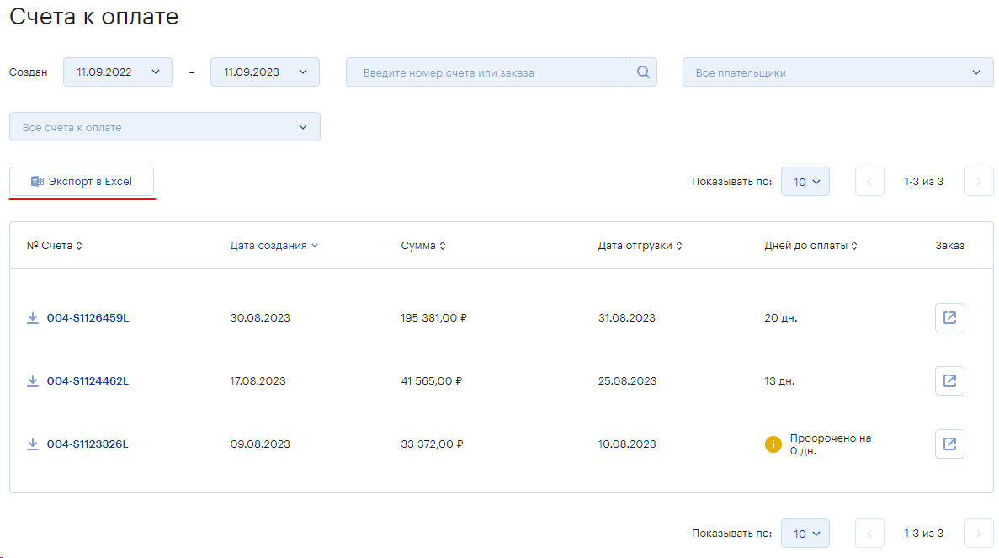 Счета к оплате
Создан 11.09.2022 – 11.09.2023 Введите номер счета или заказа Все плательщики
Все счета к оплате
Экспорт в Excel Показывать по: 10 1-3 из 3
№ Счета Дата создания Сумма Дата отгрузки Дней до оплаты Заказ
004-S1126459L 30.08.2023 195 381,00 ₽ 31.08.2023 20 дн.
004-S1124462L 17.08.2023 41 565,00 ₽ 25.08.2023 13 дн.
004-S1123326L 09.08.2023 33 372,00 ₽ 10.08.2023 Просрочено на
0 дн.
Показывать по: 10 1-3 из 3